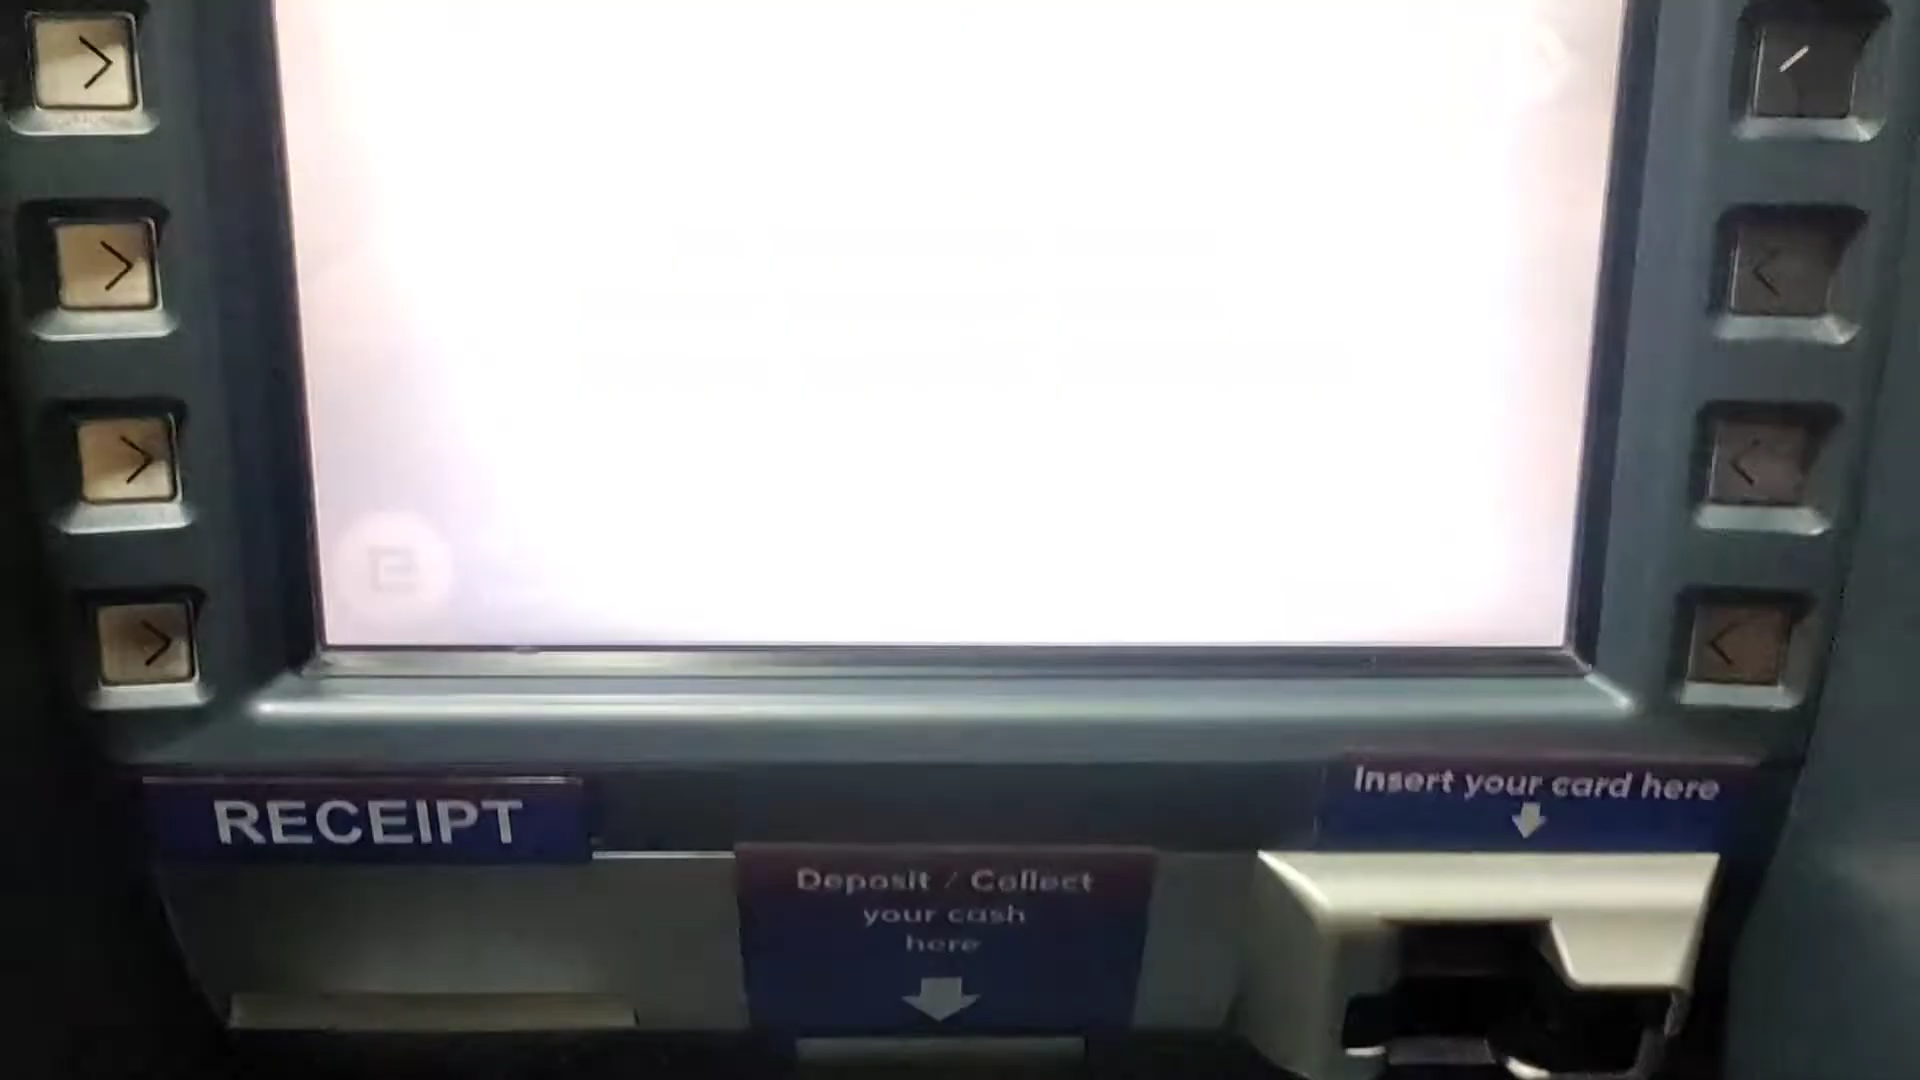 RECEIPT
Insert your card here
Deposit / Collect
your cash
here